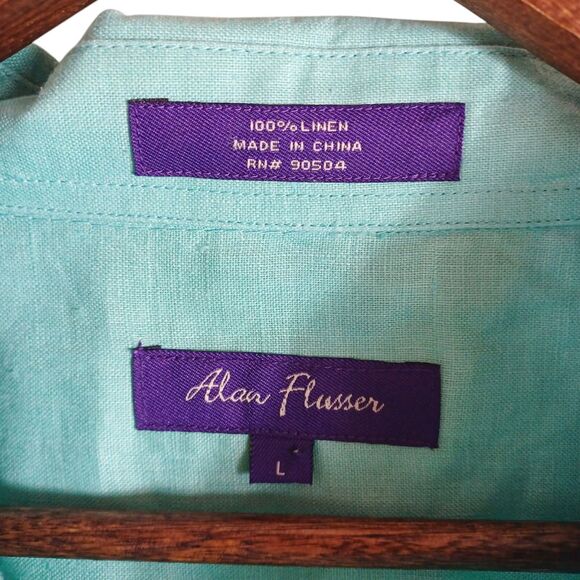 100% LINEN
MADE IN CHINA
RN# 90504
Alan Flusser
L